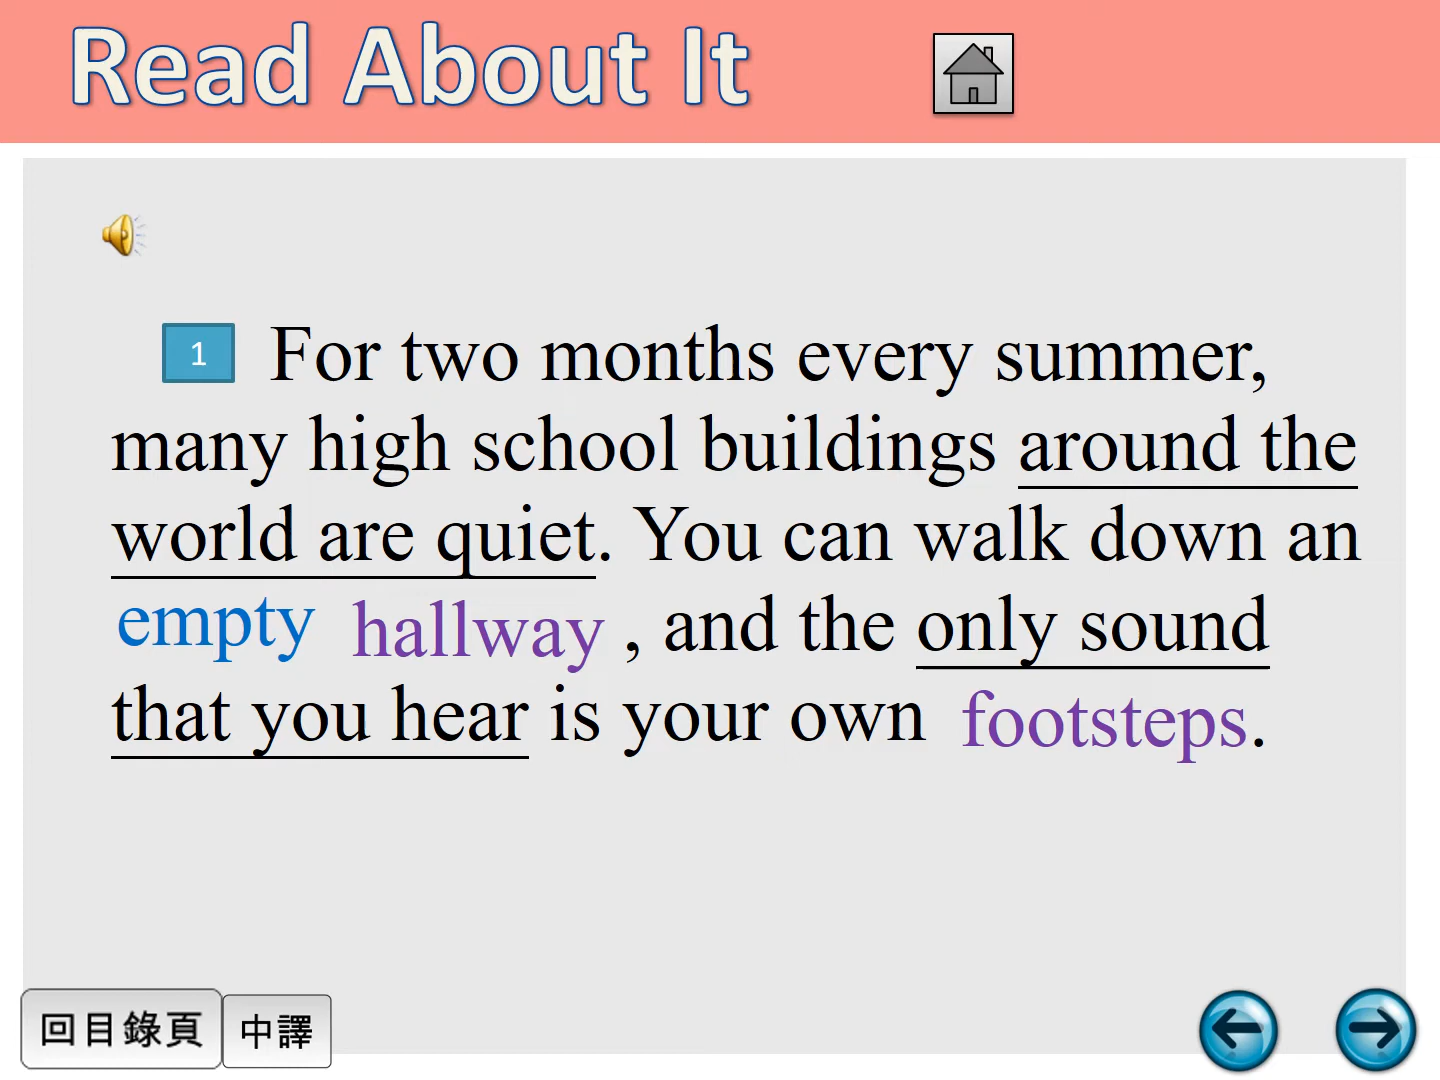 Read About It
1 For two months every summer,
many high school buildings around the
world are quiet. You can walk down an
empty hallway , and the only sound
that you hear is your own footsteps.
回目錄頁 中譯